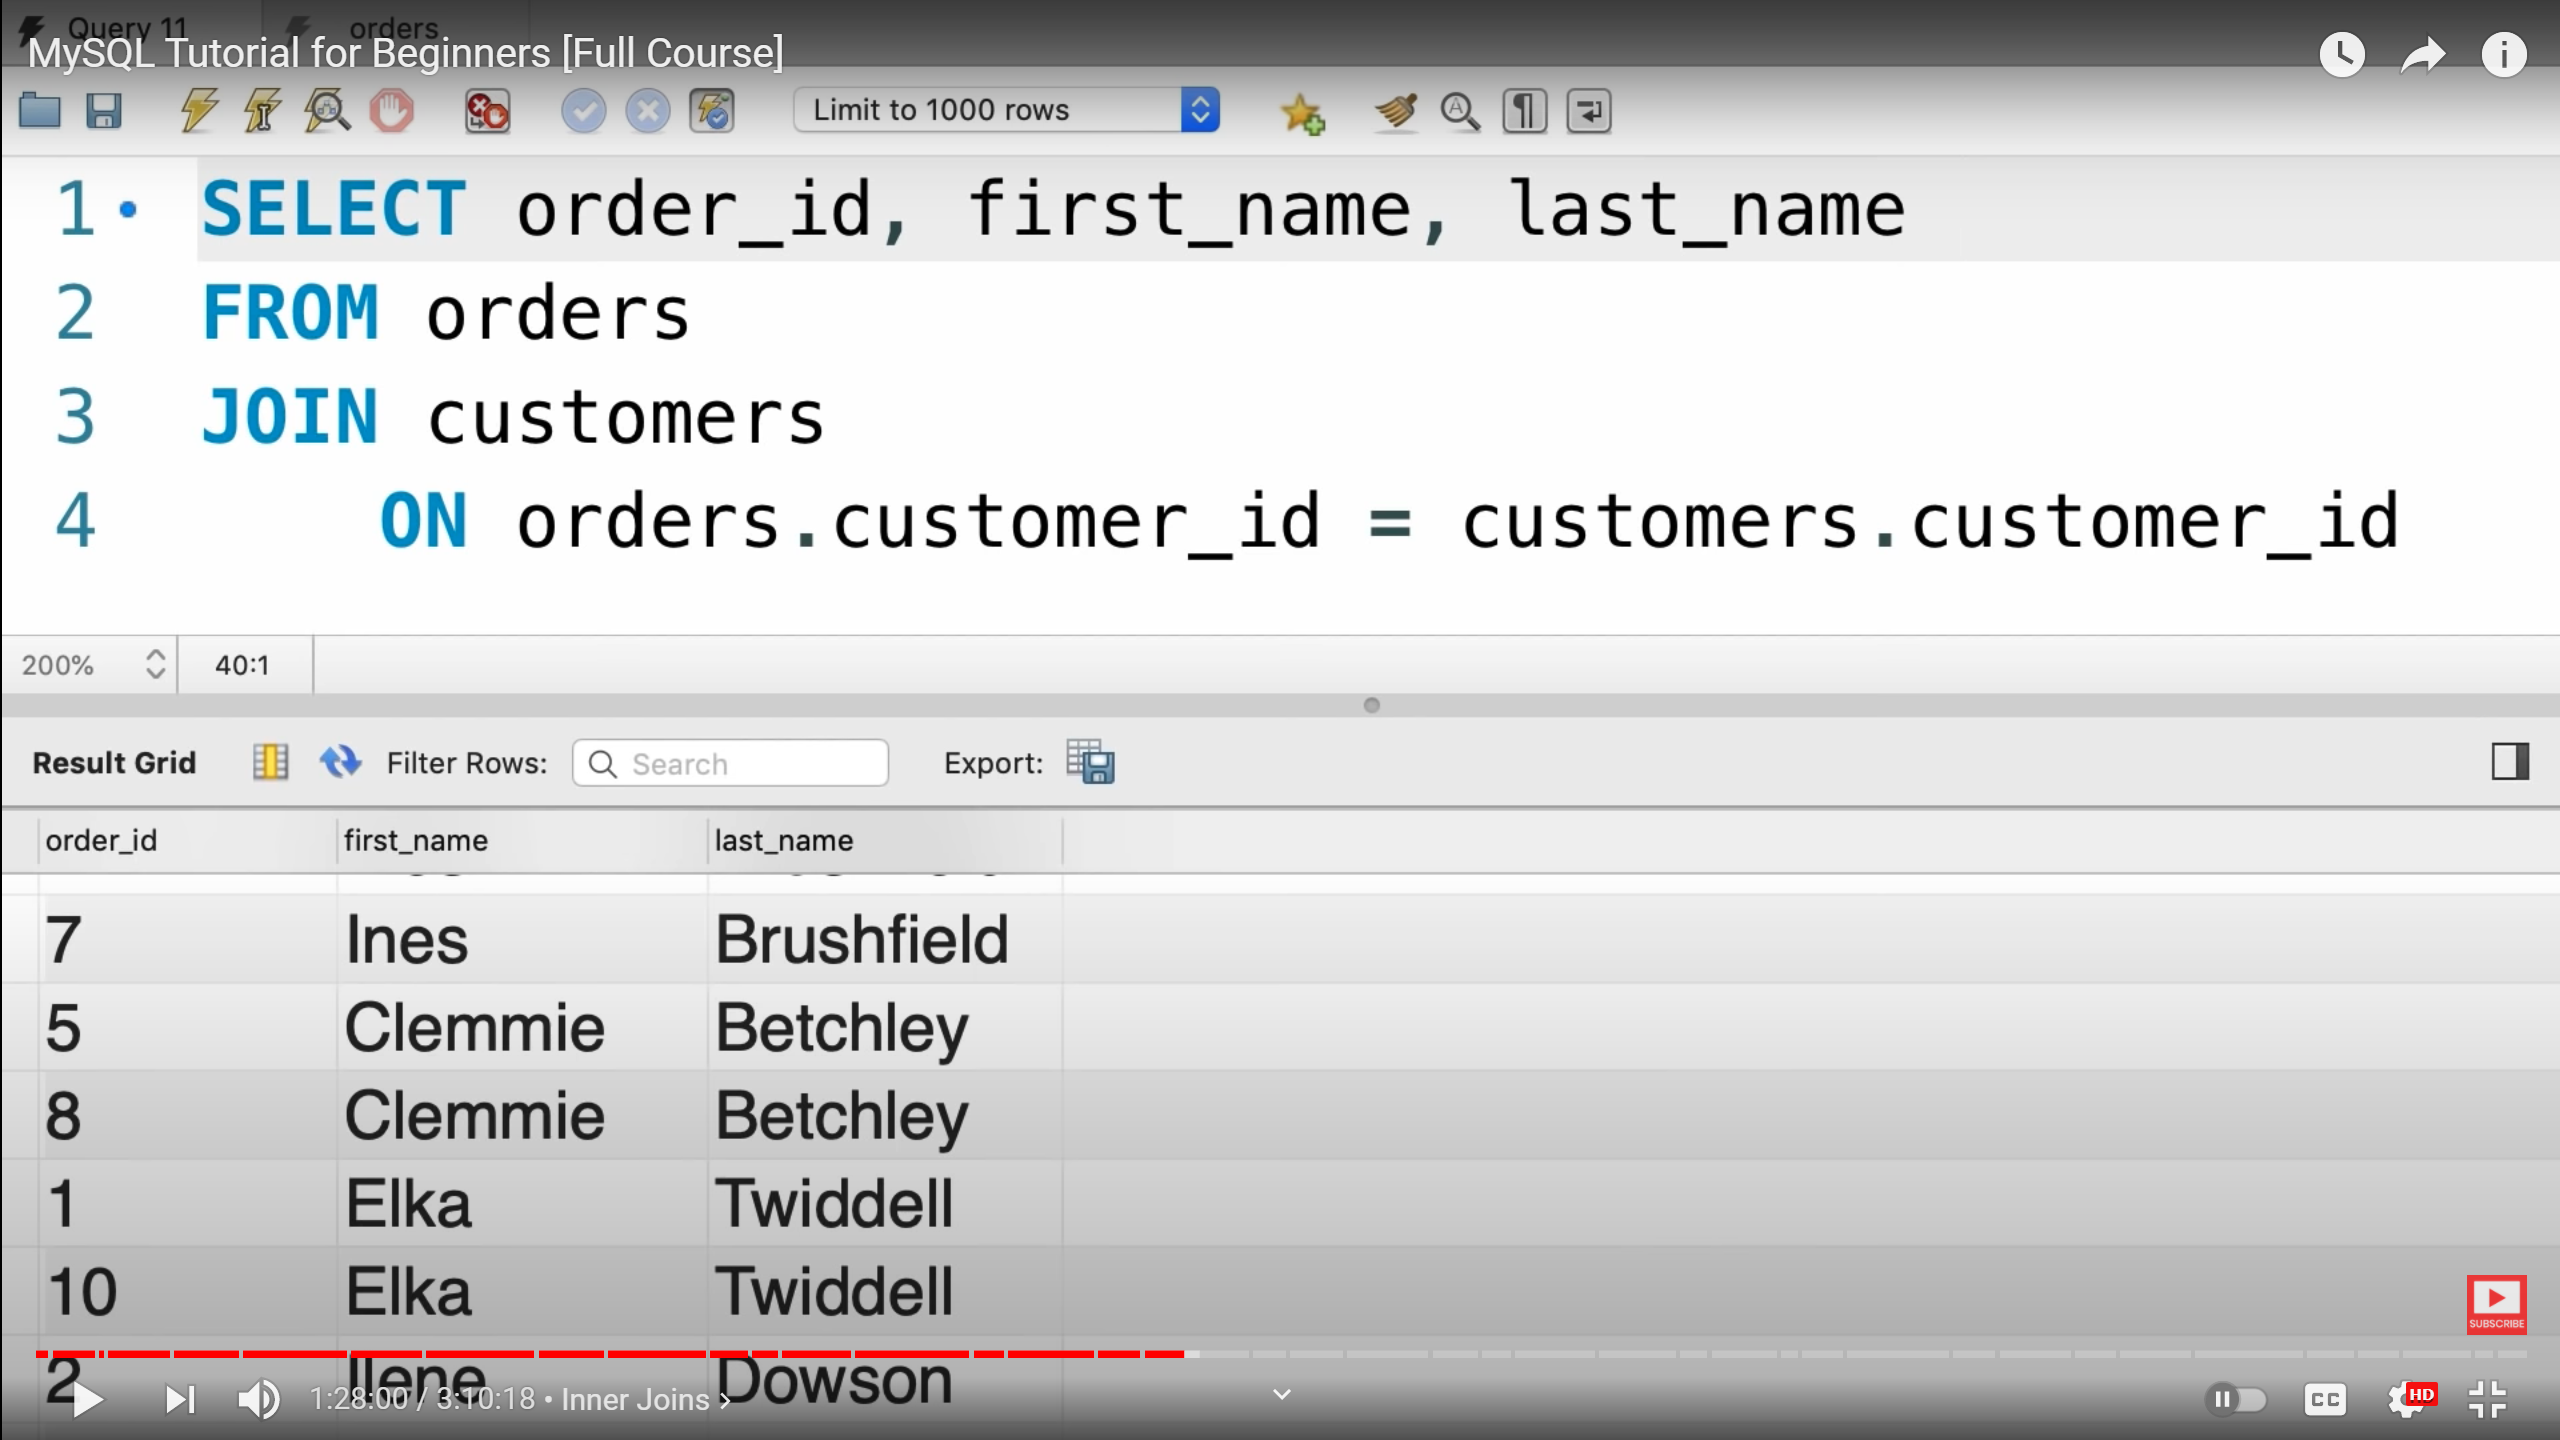 Query 11 orders
MySQL Tutorial for Beginners [Full Course]
Limit to 1000 rows
1 SELECT order_id, first_name, last_name
2 FROM orders
3 JOIN customers
4 ON orders.customer_id = customers.customer_id
200% 40:1
Result Grid Filter Rows: Search Export:
order_id first_name last_name
7 Ines Brushfield
5 Clemmie Betchley
8 Clemmie Betchley
1 Elka Twiddell
10 Elka Twiddell
SUBSCRIBE
2 Ilene Dowson
1:28:00 / 3:10:18 • Inner Joins ›
CC HD